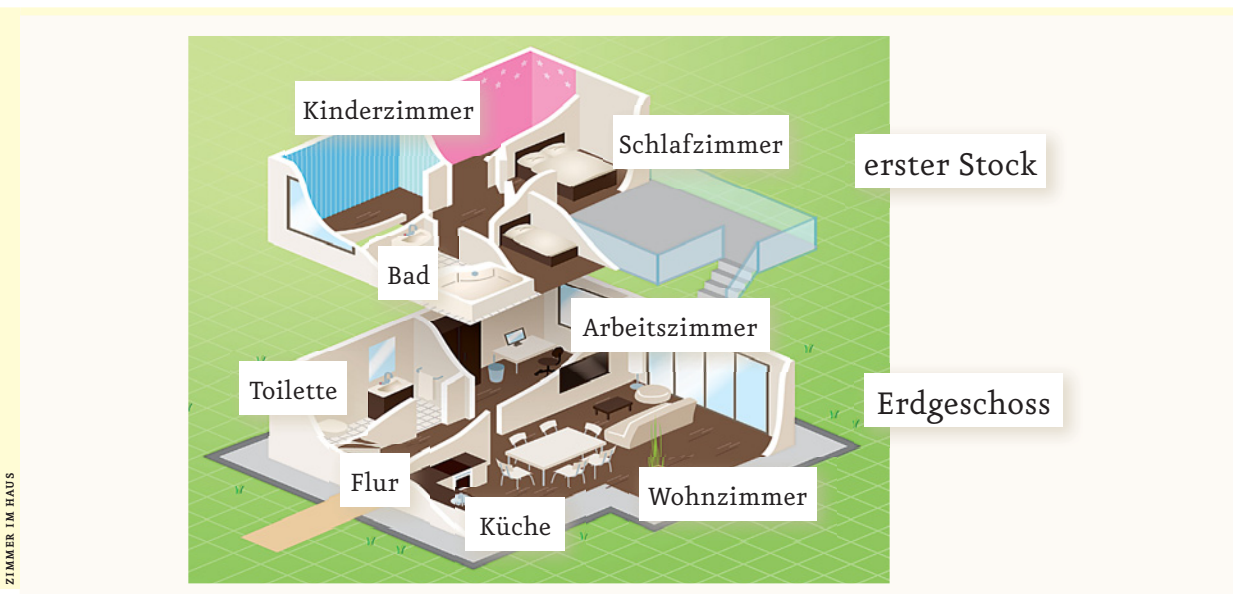 Kinderzimmer
Schlafzimmer
erster Stock
Bad
Arbeitszimmer
Toilette
Erdgeschoss
Flur
Wohnzimmer
Küche
ZIMMER IM HAUS